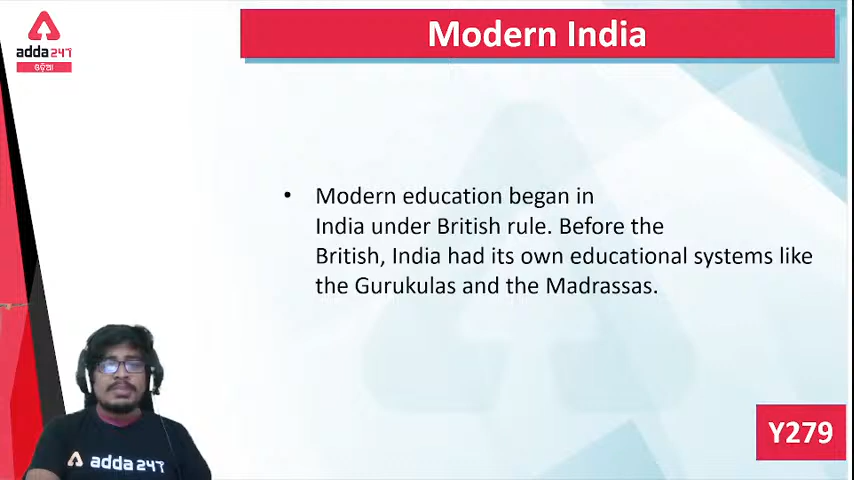 adda247
ଓଡ଼ିଆ
Modern India
• Modern education began in
India under British rule. Before the
British, India had its own educational systems like
the Gurukulas and the Madrassas.
adda247
Y279